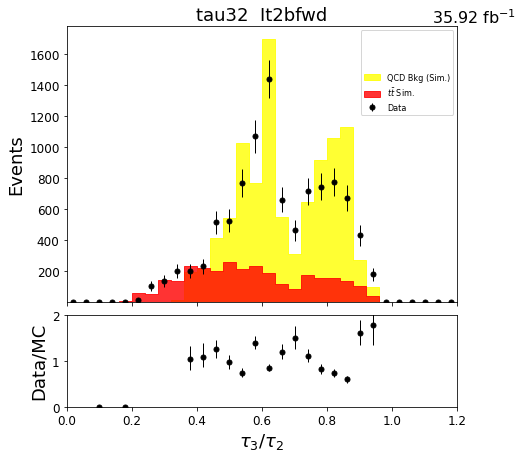 tau32 lt2bfwd
35.92 fb⁻¹
QCD Bkg (Sim.)
tt̄ Sim.
Data
Events
1600
1400
1200
1000
800
600
400
200
Data/MC
2
1
0
0.0 0.2 0.4 0.6 0.8 1.0 1.2
τ₃/τ₂